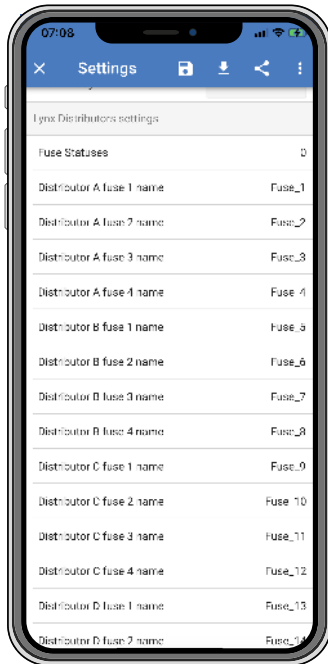 07:08
Settings
Lynx Distributors settings
Fuse Statuses 0
Distributor A fuse 1 name Fuse_1
Distributor A fuse 2 name Fuse_2
Distributor A fuse 3 name Fuse_3
Distributor A fuse 4 name Fuse_4
Distributor B fuse 1 name Fuse_5
Distributor B fuse 2 name Fuse_6
Distributor B fuse 3 name Fuse_7
Distributor B fuse 4 name Fuse_8
Distributor C fuse 1 name Fuse_9
Distributor C fuse 2 name Fuse_10
Distributor C fuse 3 name Fuse_11
Distributor C fuse 4 name Fuse_12
Distributor D fuse 1 name Fuse_13
Distributor D fuse 2 name Fuse_14